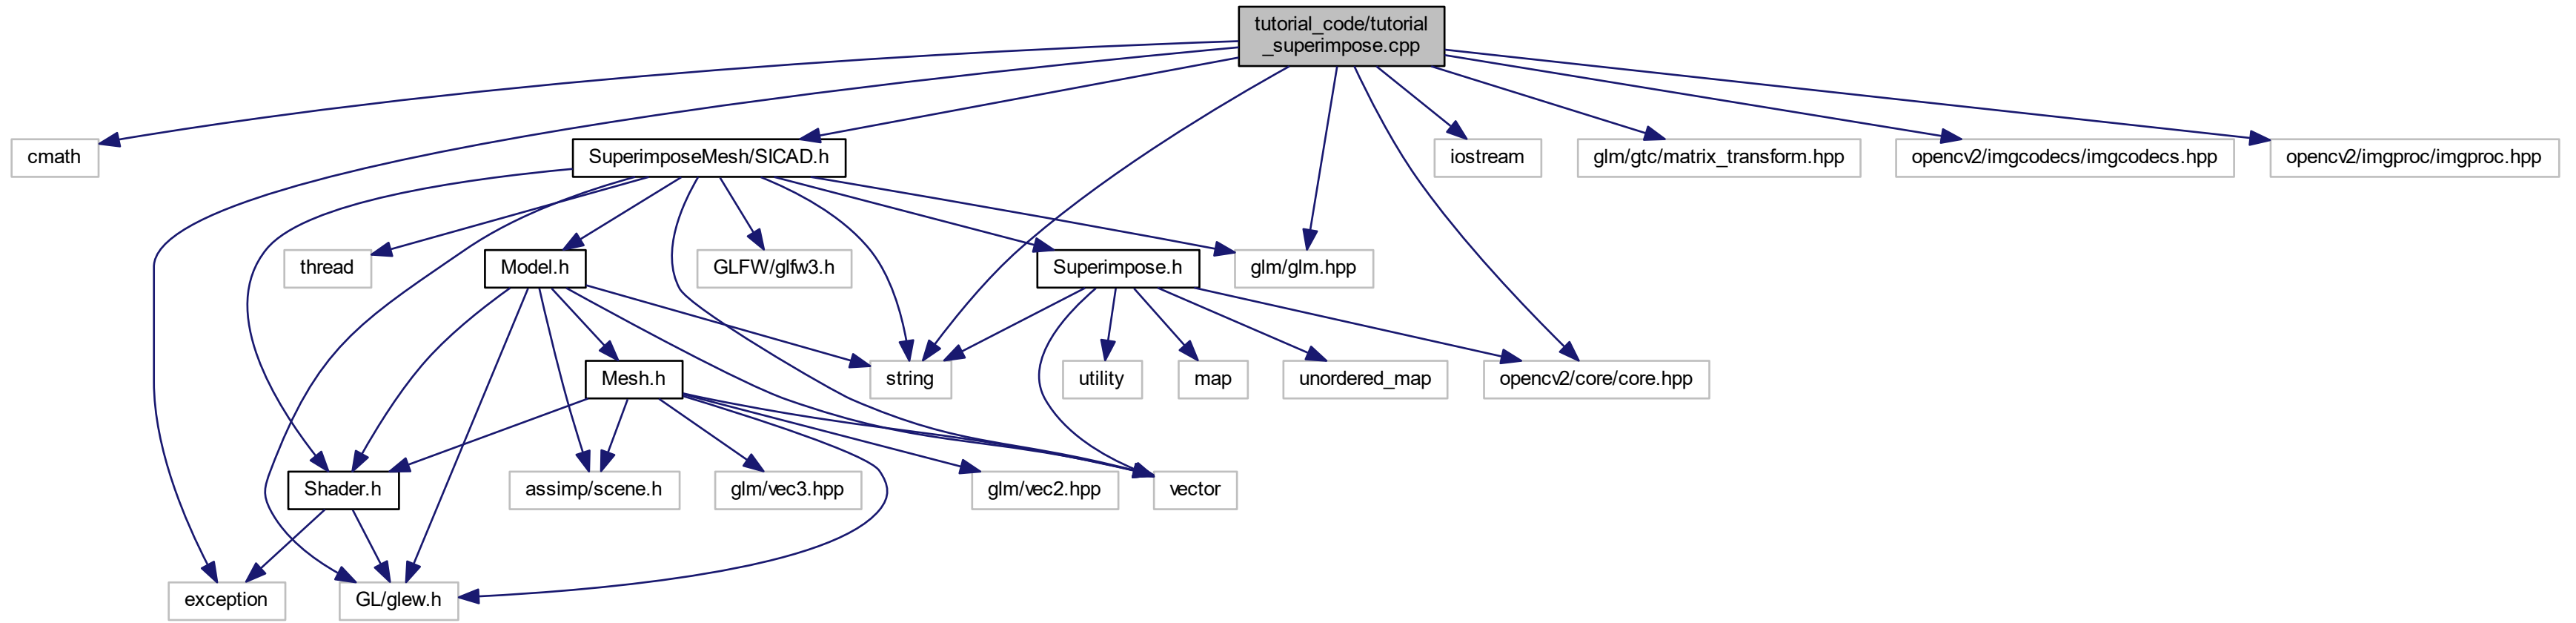 tutorial_code/tutorial
_superimpose.cpp
cmath
SuperimposeMesh/SICAD.h
iostream
glm/gtc/matrix_transform.hpp
opencv2/imgcodecs/imgcodecs.hpp
opencv2/imgproc/imgproc.hpp
thread
Model.h
GLFW/glfw3.h
Superimpose.h
glm/glm.hpp
Mesh.h
string
utility
map
unordered_map
opencv2/core/core.hpp
Shader.h
assimp/scene.h
glm/vec3.hpp
glm/vec2.hpp
vector
exception
GL/glew.h